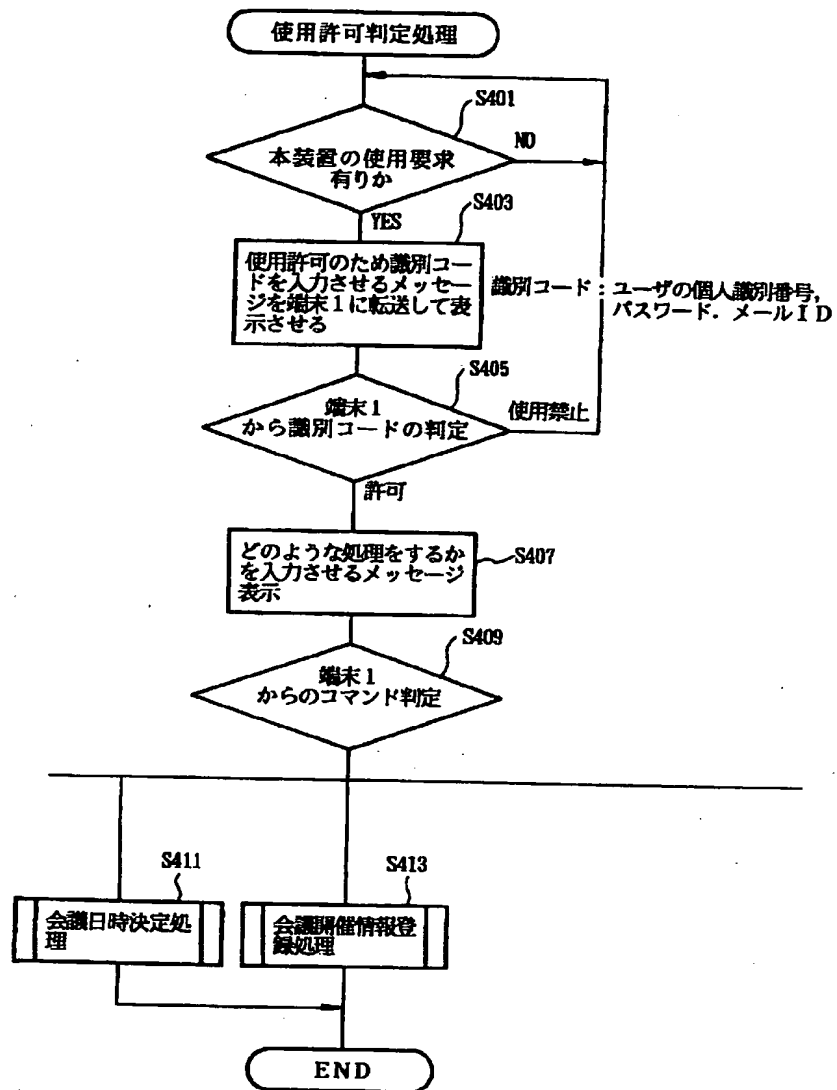 使用許可判定処理
S401
本装置の使用要求
有りか
NO
YES
S403
使用許可のため識別コー
ドを入力させるメッセー
ジを端末1に転送して表
示させる
識別コード:ユーザの個人識別番号,
パスワード.メールID
S405
端末1
から識別コードの判定
使用禁止
許可
どのような処理をするか
を入力させるメッセージ
表示
S407
S409
端末1
からのコマンド判定
S411
会議日時決定処
理
S413
会議開催情報登
録処理
END